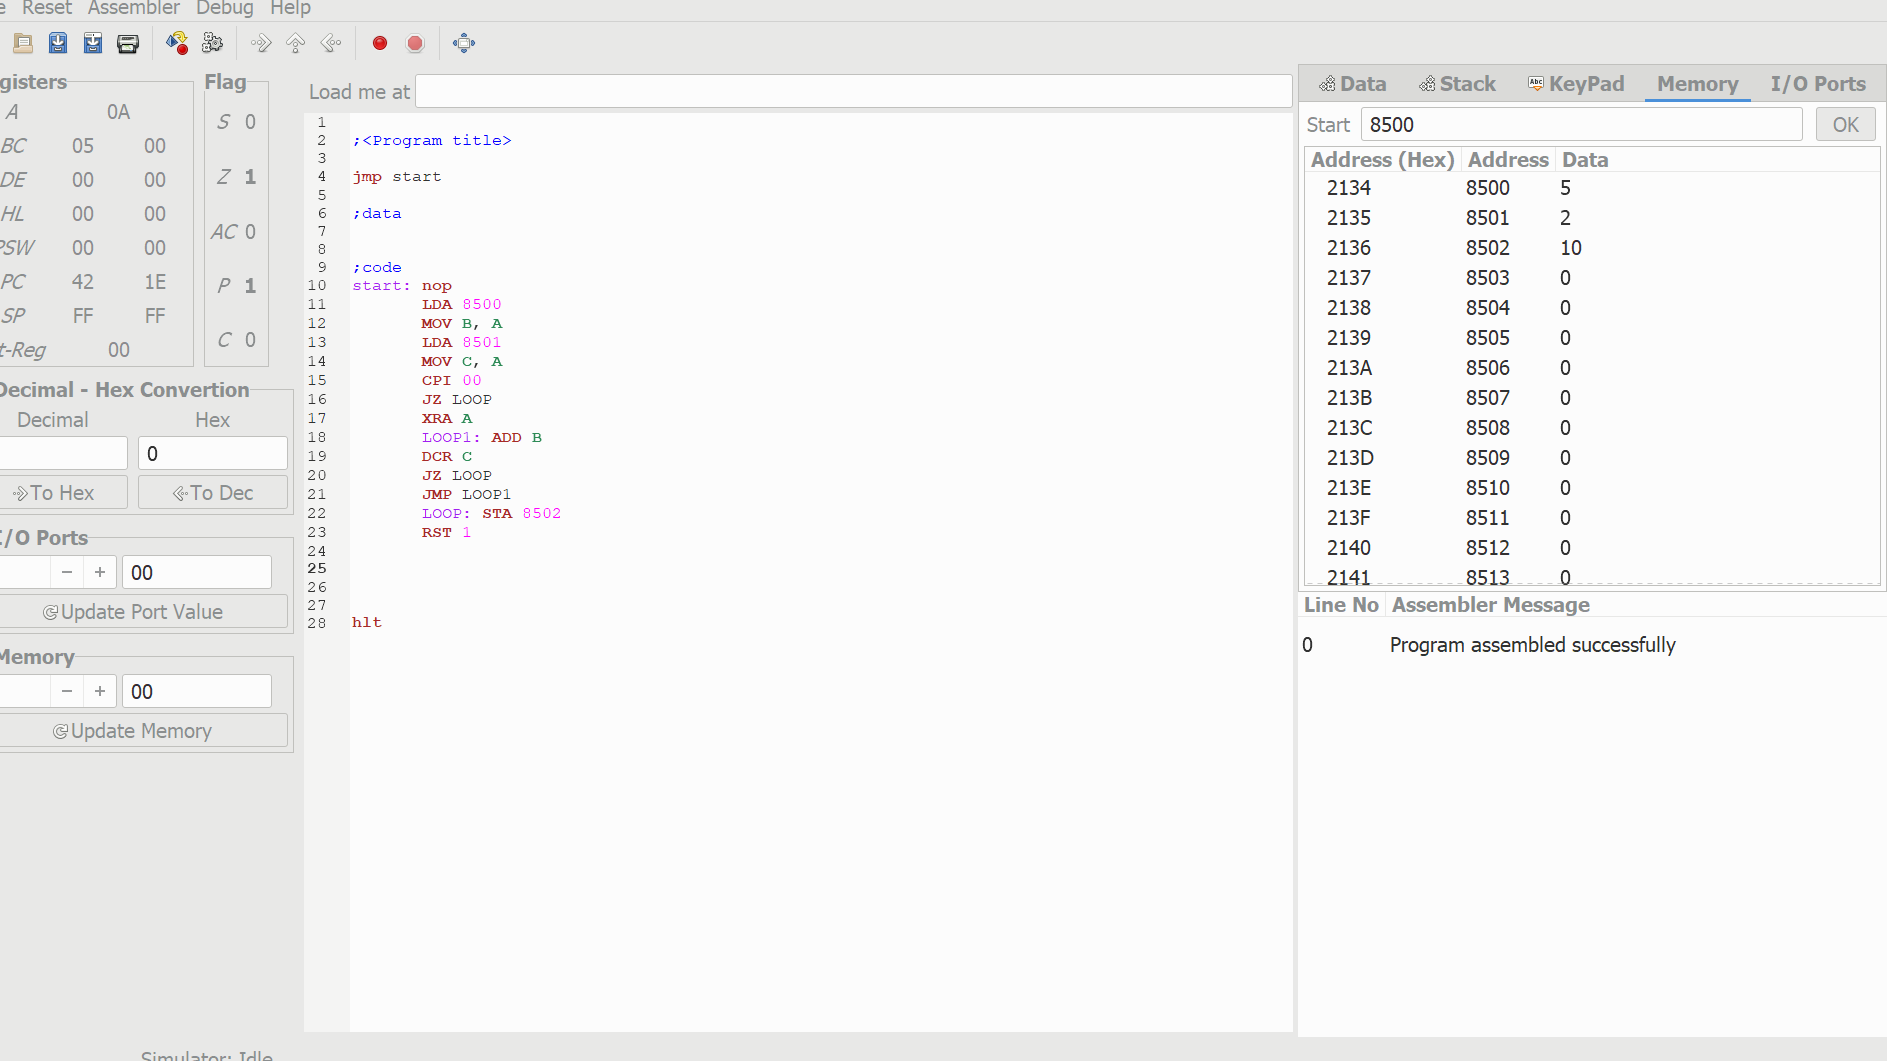 e Reset Assembler Debug Help
gisters
A 0A
BC 05 00
DE 00 00
HL 00 00
PSW 00 00
PC 42 1E
SP FF FF
t-Reg 00
Flag
S 0
Z 1
AC 0
P 1
C 0
Decimal - Hex Convertion
Decimal Hex
0
To Hex To Dec
I/O Ports
− + 00
Update Port Value
Memory
− + 00
Update Memory
Load me at
1
2 ;<Program title>
3
4 jmp start
5
6 ;data
7
8
9 ;code
10 start: nop
11 LDA 8500
12 MOV B, A
13 LDA 8501
14 MOV C, A
15 CPI 00
16 JZ LOOP
17 XRA A
18 LOOP1: ADD B
19 DCR C
20 JZ LOOP
21 JMP LOOP1
22 LOOP: STA 8502
23 RST 1
24
25
26
27
28 hlt
Data Stack Abc KeyPad Memory I/O Ports
Start 8500 OK
Address (Hex) Address Data
2134 8500 5
2135 8501 2
2136 8502 10
2137 8503 0
2138 8504 0
2139 8505 0
213A 8506 0
213B 8507 0
213C 8508 0
213D 8509 0
213E 8510 0
213F 8511 0
2140 8512 0
2141 8513 0
Line No Assembler Message
0 Program assembled successfully
Simulator: Idle